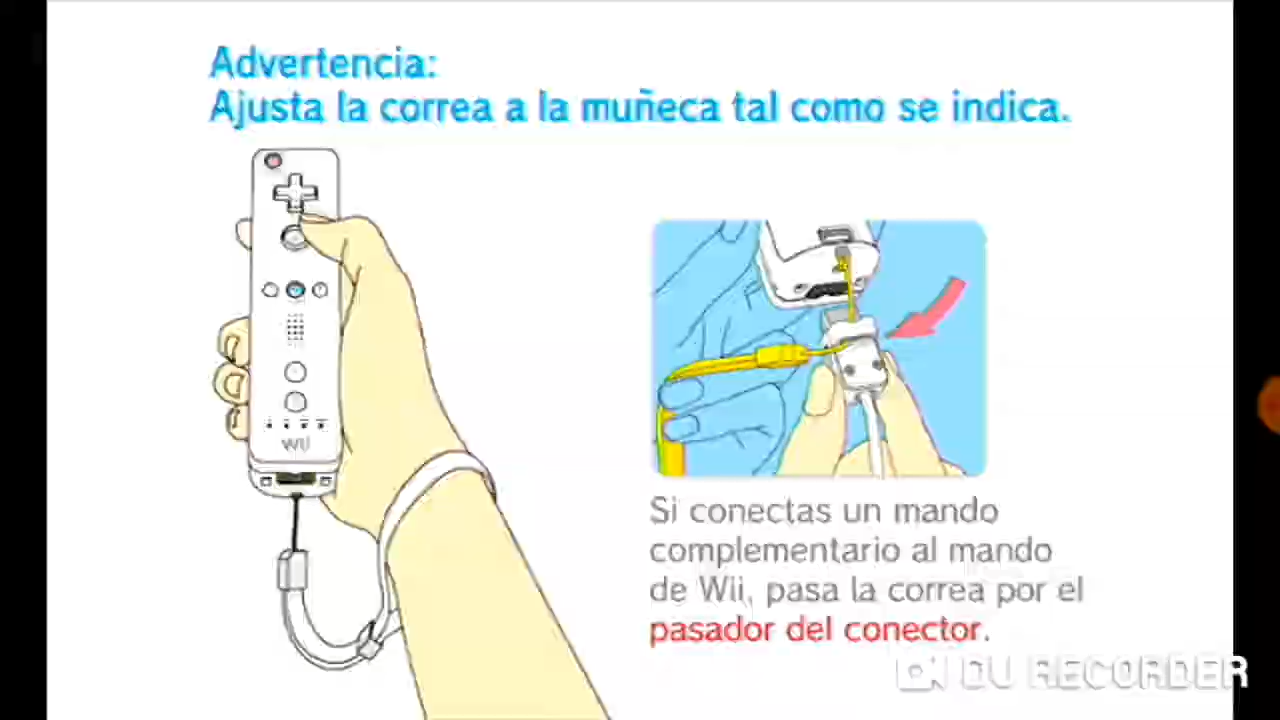 Advertencia:
Ajusta la correa a la muñeca tal como se indica.
Wii
Si conectas un mando
complementario al mando
de Wii, pasa la correa por el
pasador del conector.
DU RECORDER